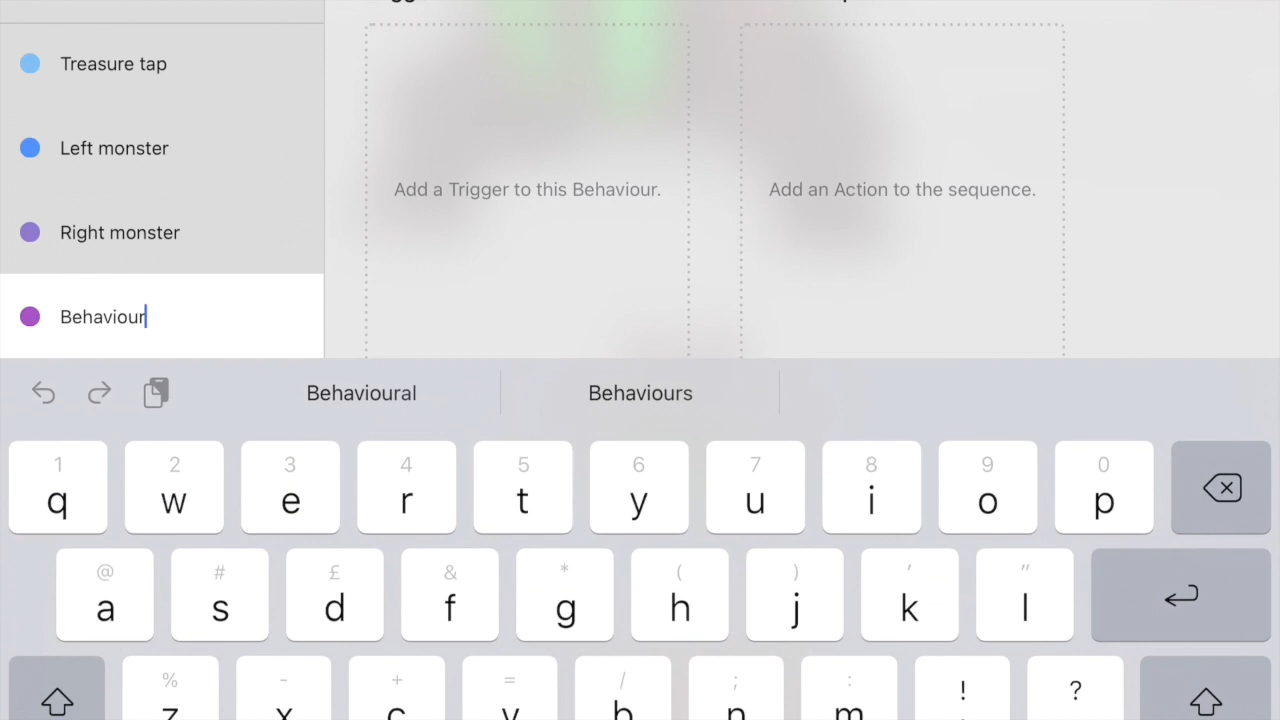 Treasure tap
Left monster
Right monster
Behaviour
Add a Trigger to this Behaviour.
Add an Action to the sequence.
Behavioural
Behaviours
1 2 3 4 5 6 7 8 9 0
q w e r t y u i o p
@ # £ & * ( ) ' "
a s d f g h j k l
% - + = / ; : ! ?
z x c v b n m